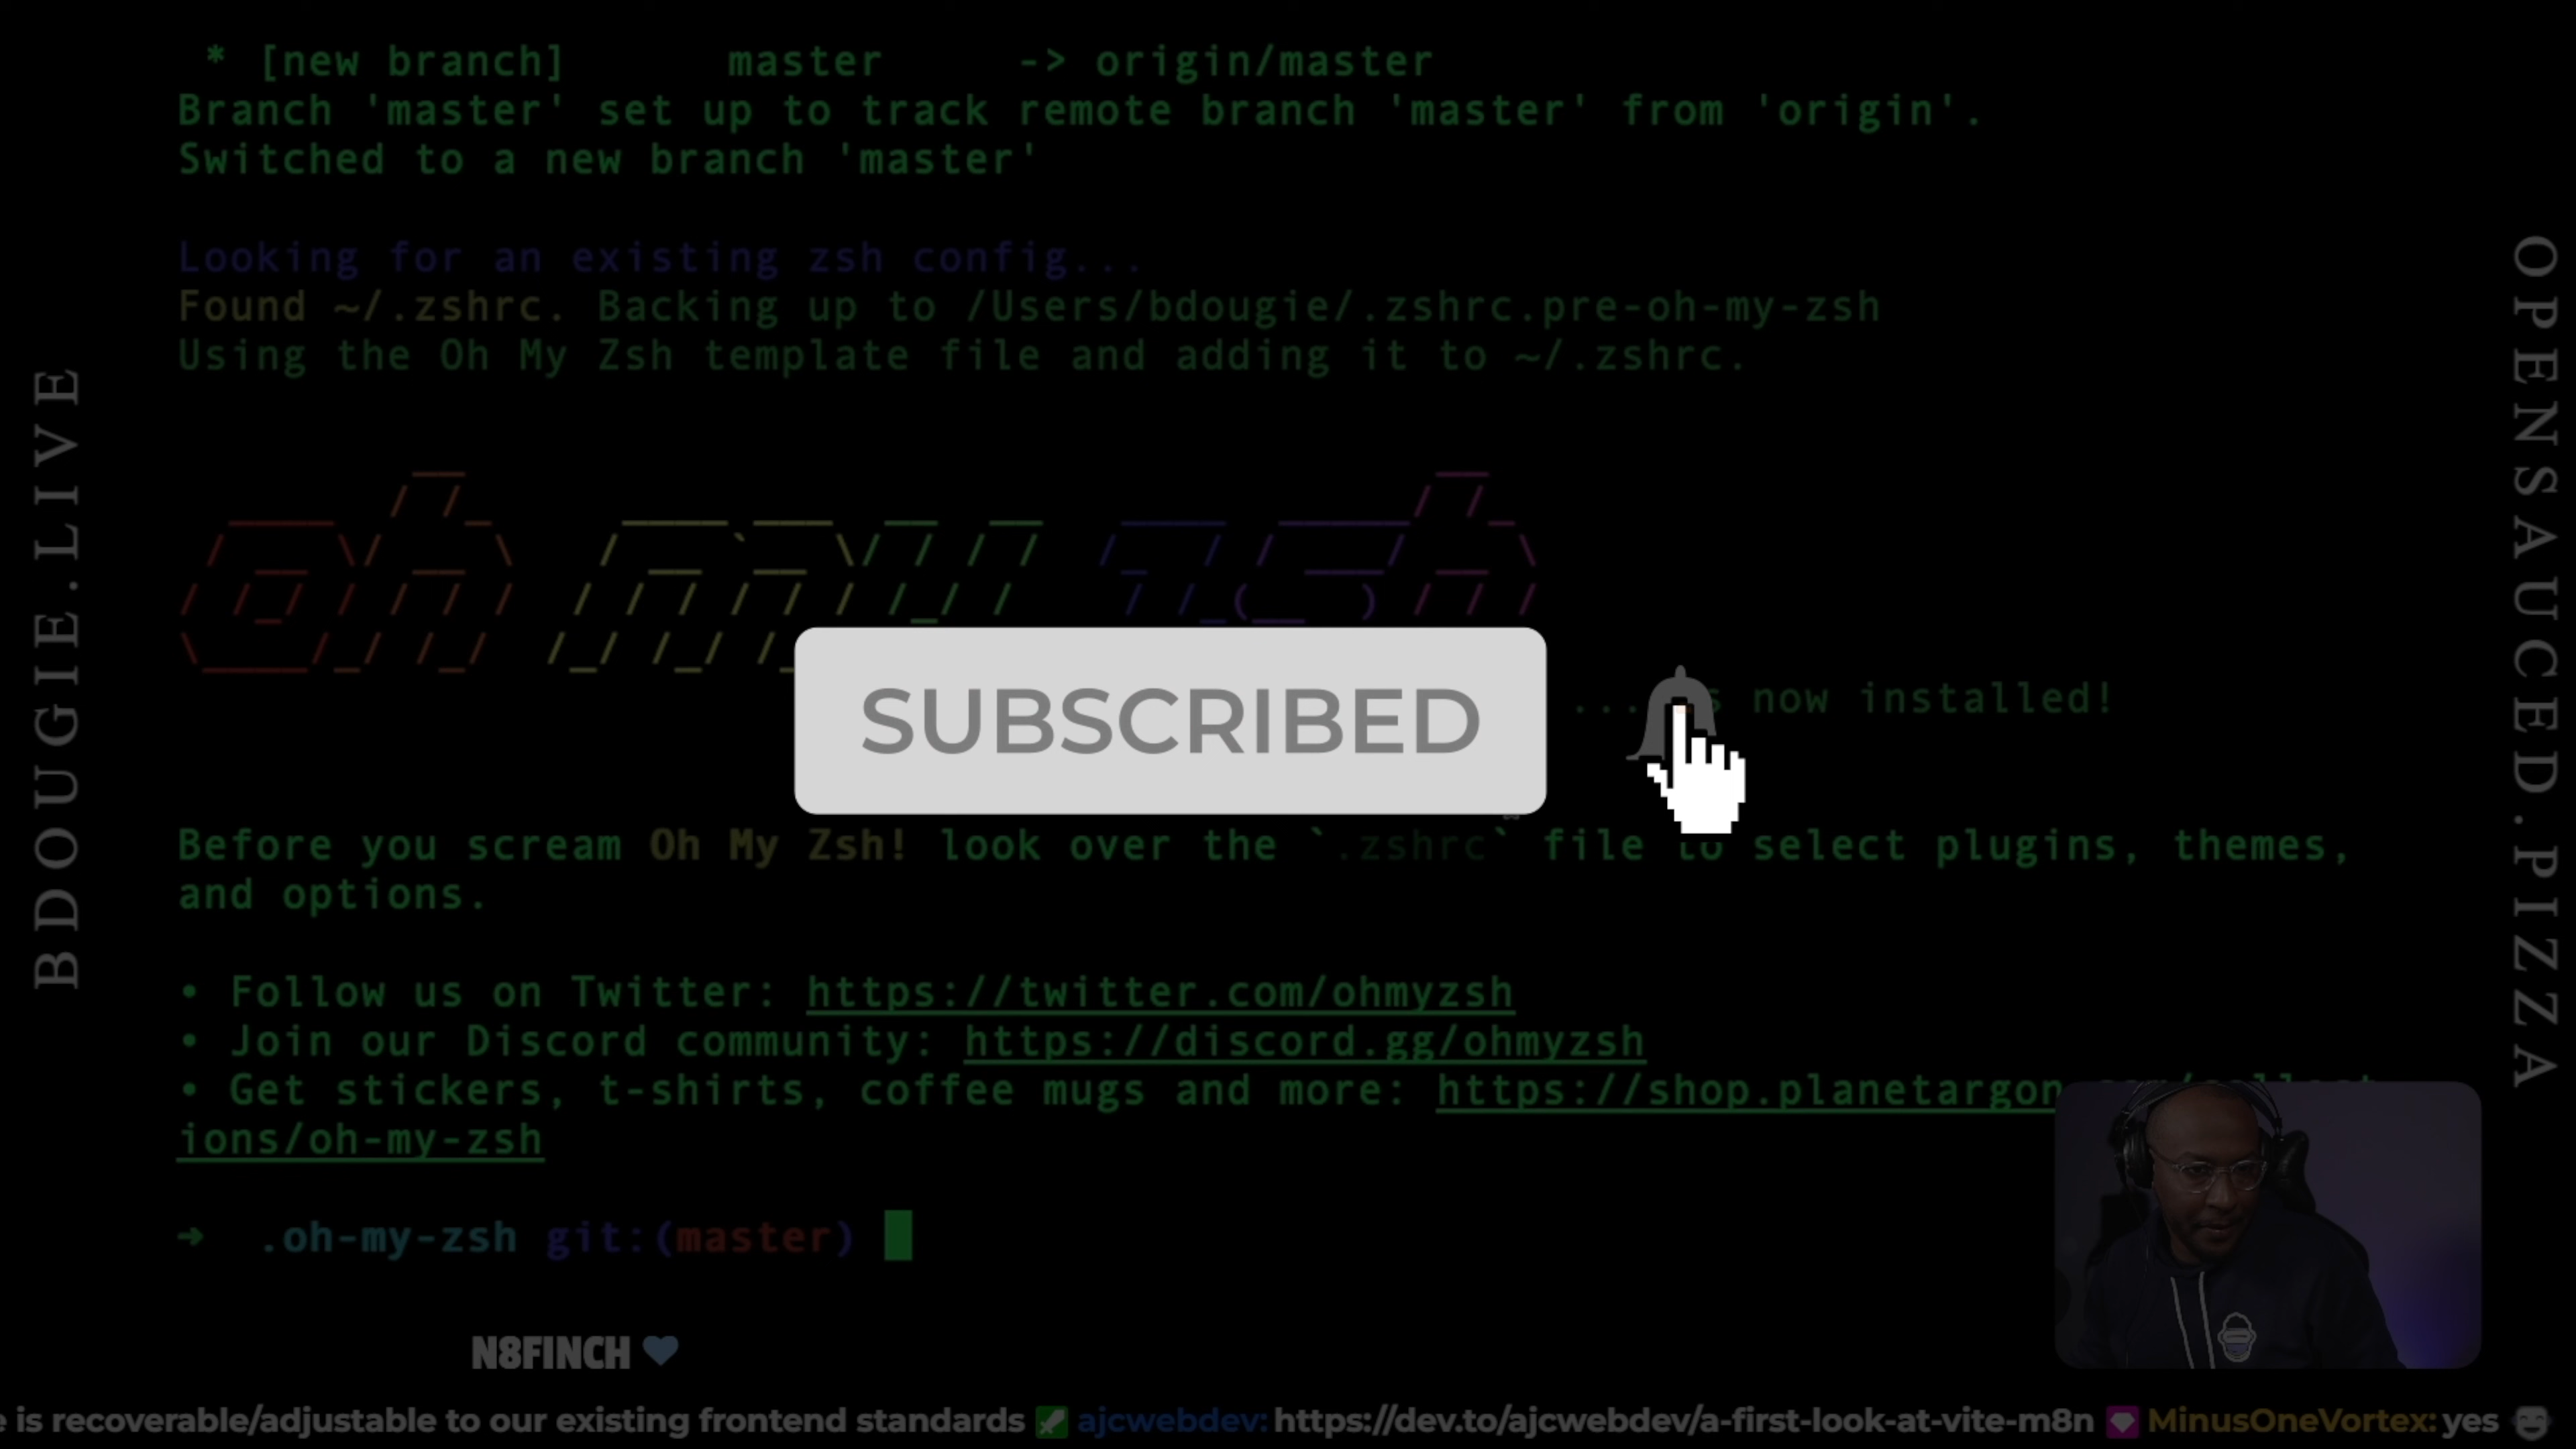 * [new branch]      master     -> origin/master
Branch 'master' set up to track remote branch 'master' from 'origin'.
Switched to a new branch 'master'
Looking for an existing zsh config...
Found ~/.zshrc. Backing up to /Users/bdougie/.zshrc.pre-oh-my-zsh
Using the Oh My Zsh template file and adding it to ~/.zshrc.
oh my zsh
SUBSCRIBED
... now installed!
Before you scream Oh My Zsh! look over the `.zshrc` file to select plugins, themes,
and options.
• Follow us on Twitter: https://twitter.com/ohmyzsh
• Join our Discord community: https://discord.gg/ohmyzsh
• Get stickers, t-shirts, coffee mugs and more: https://shop.planetargon
ions/oh-my-zsh
➜  .oh-my-zsh git:(master)
BDOUGIE.LIVE
OPENSAUCED.PIZZA
N8FINCH
e is recoverable/adjustable to our existing frontend standards ajcwebdev: https://dev.to/ajcwebdev/a-first-look-at-vite-m8n MinusOneVortex: yes